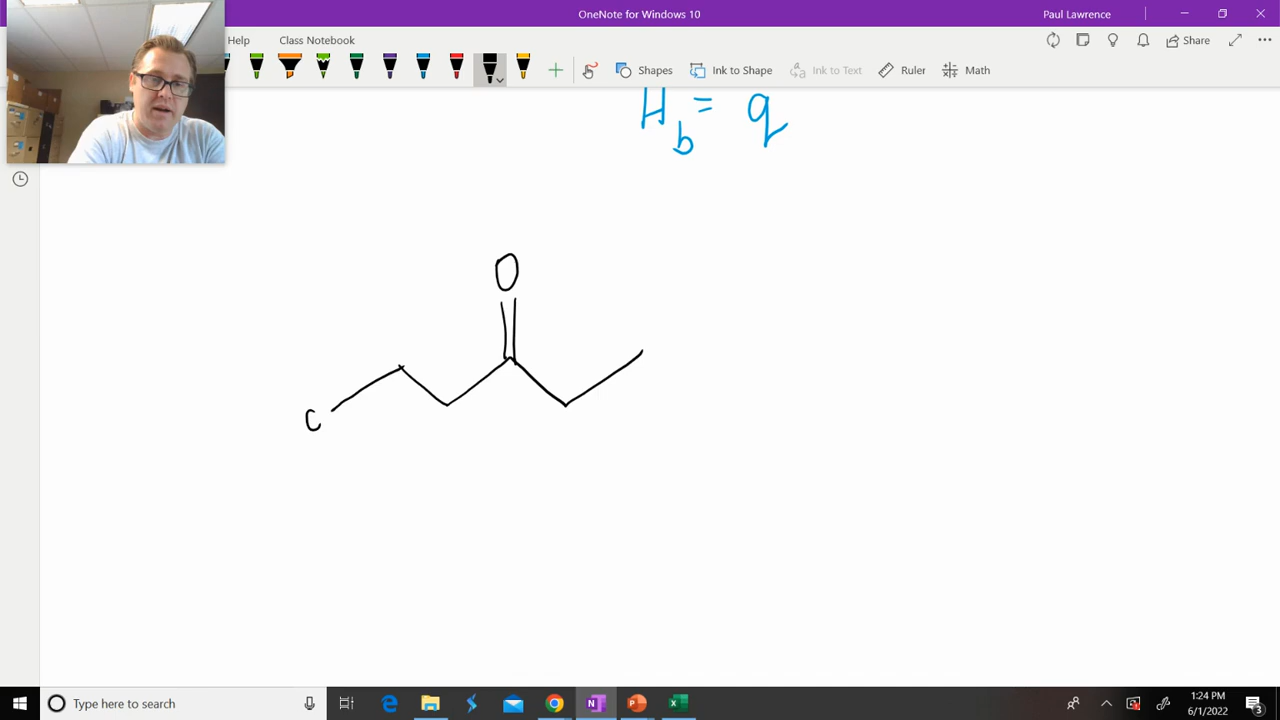 OneNote for Windows 10
Paul Lawrence
Help Class Notebook
Share
Shapes Ink to Shape Ink to Text Ruler Math
H b = q
O
C
Type here to search
1:24 PM
6/1/2022
3